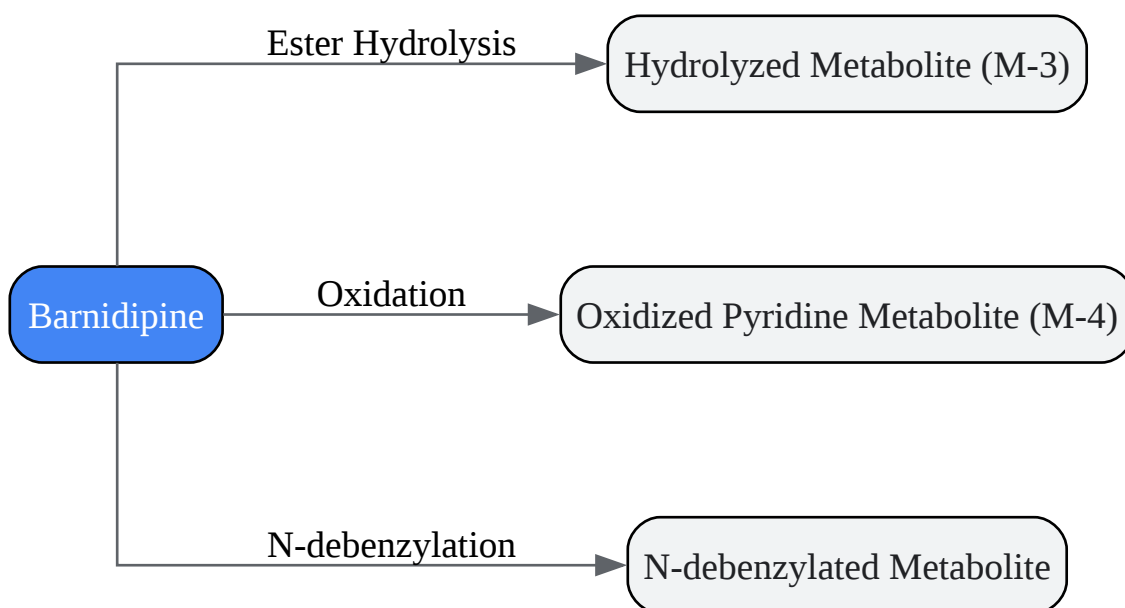 Ester Hydrolysis
Hydrolyzed Metabolite (M-3)
Barnidipine
Oxidation
Oxidized Pyridine Metabolite (M-4)
N-debenzylation
N-debenzylated Metabolite